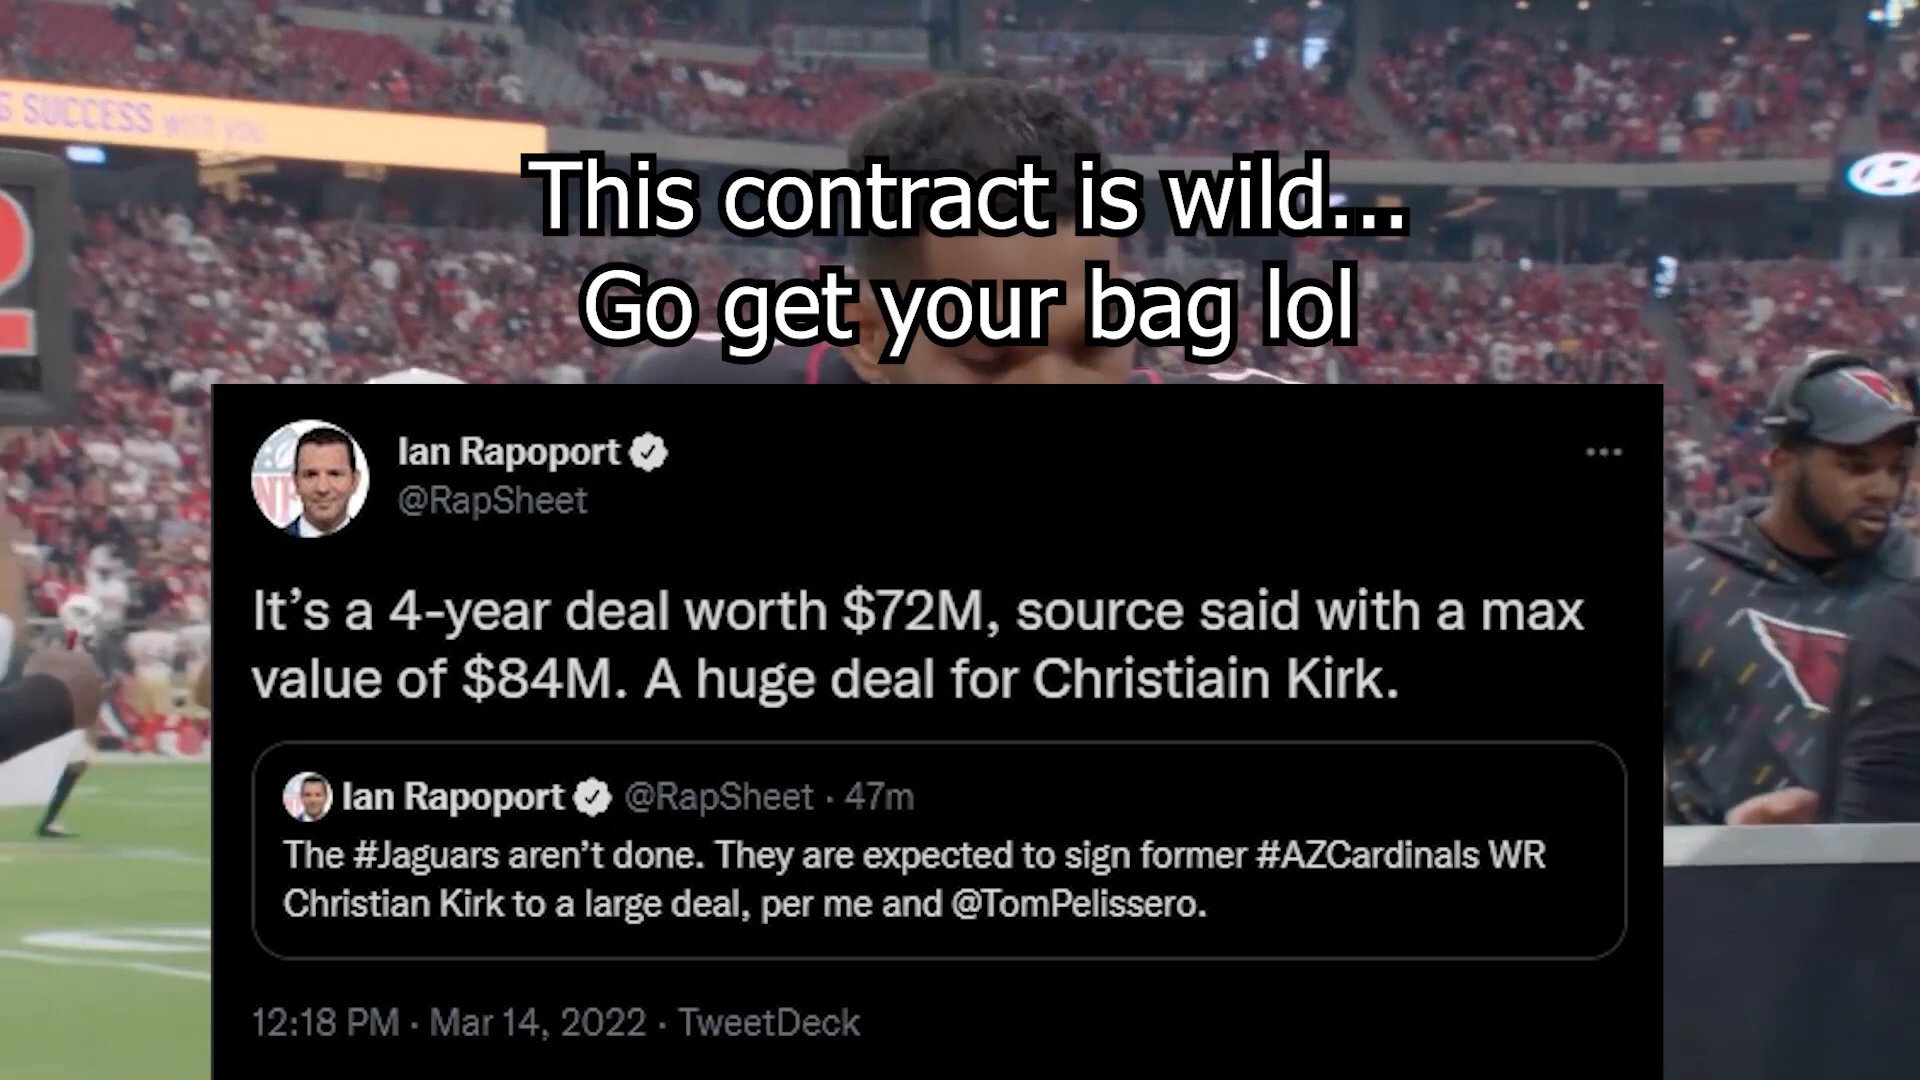 G SUCCESS WITH YOU
This contract is wild...
Go get your bag lol
Ian Rapoport
@RapSheet
It's a 4-year deal worth $72M, source said with a max
value of $84M. A huge deal for Christiain Kirk.
Ian Rapoport @RapSheet · 47m
The #Jaguars aren't done. They are expected to sign former #AZCardinals WR
Christian Kirk to a large deal, per me and @TomPelissero.
12:18 PM · Mar 14, 2022 · TweetDeck